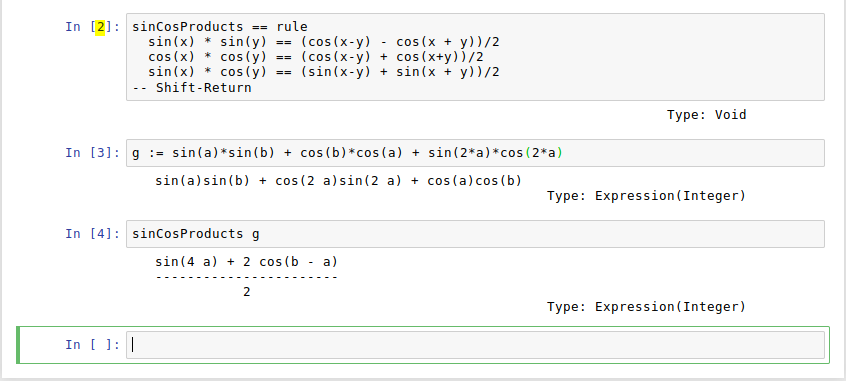 In [2]: sinCosProducts == rule
sin(x) * sin(y) == (cos(x-y) - cos(x + y))/2
cos(x) * cos(y) == (cos(x-y) + cos(x+y))/2
sin(x) * cos(y) == (sin(x-y) + sin(x + y))/2
-- Shift-Return
Type: Void
In [3]: g := sin(a)*sin(b) + cos(b)*cos(a) + sin(2*a)*cos(2*a)
sin(a)sin(b) + cos(2 a)sin(2 a) + cos(a)cos(b)
Type: Expression(Integer)
In [4]: sinCosProducts g
sin(4 a) + 2 cos(b - a)
-----------------------
2
Type: Expression(Integer)
In [ ]: